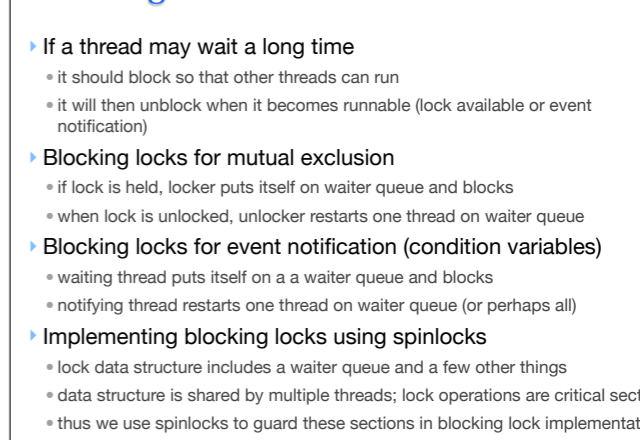 If a thread may wait a long time
it should block so that other threads can run
it will then unblock when it becomes runnable (lock available or event
notification)
Blocking locks for mutual exclusion
if lock is held, locker puts itself on waiter queue and blocks
when lock is unlocked, unlocker restarts one thread on waiter queue
Blocking locks for event notification (condition variables)
waiting thread puts itself on a a waiter queue and blocks
notifying thread restarts one thread on waiter queue (or perhaps all)
Implementing blocking locks using spinlocks
lock data structure includes a waiter queue and a few other things
data structure is shared by multiple threads; lock operations are critical sect
thus we use spinlocks to guard these sections in blocking lock implementat